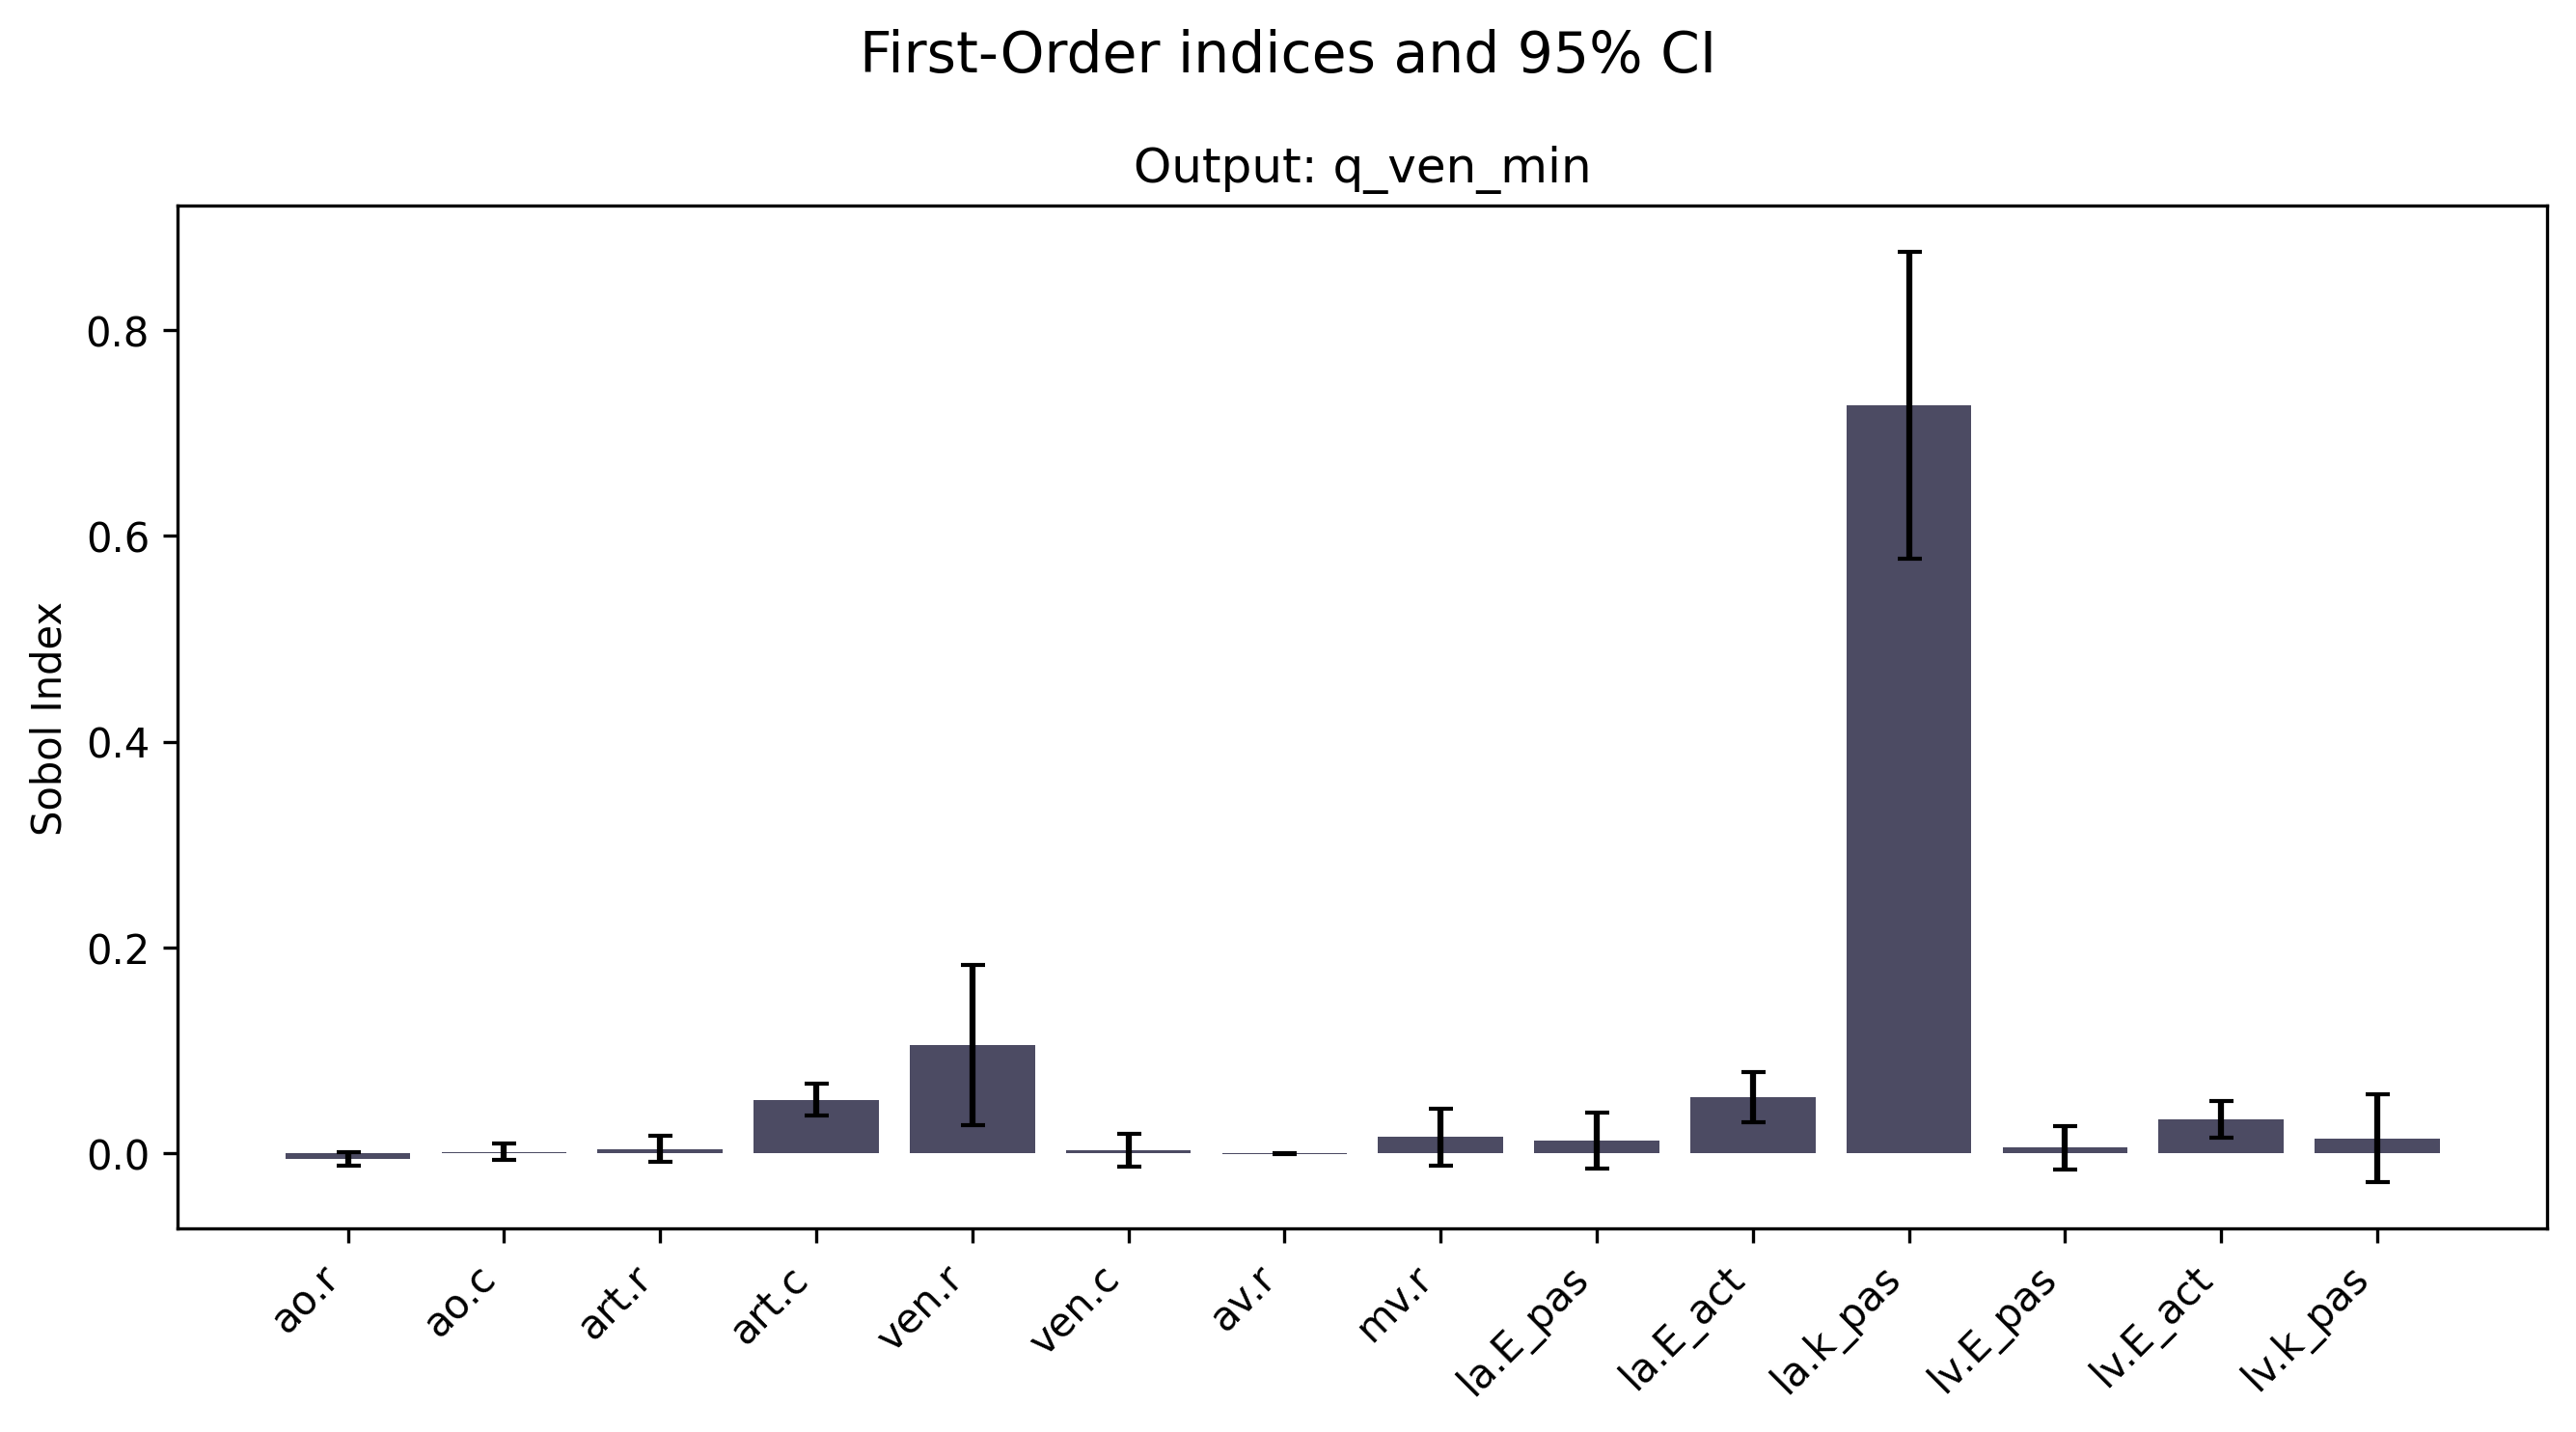 First-Order indices and 95% CI
Output: q_ven_min
Sobol Index
0.8
0.6
0.4
0.2
0.0
ao.r
ao.c
art.r
art.c
ven.r
ven.c
av.r
mv.r
la.E_pas
la.E_act
la.k_pas
lv.E_pas
lv.E_act
lv.k_pas